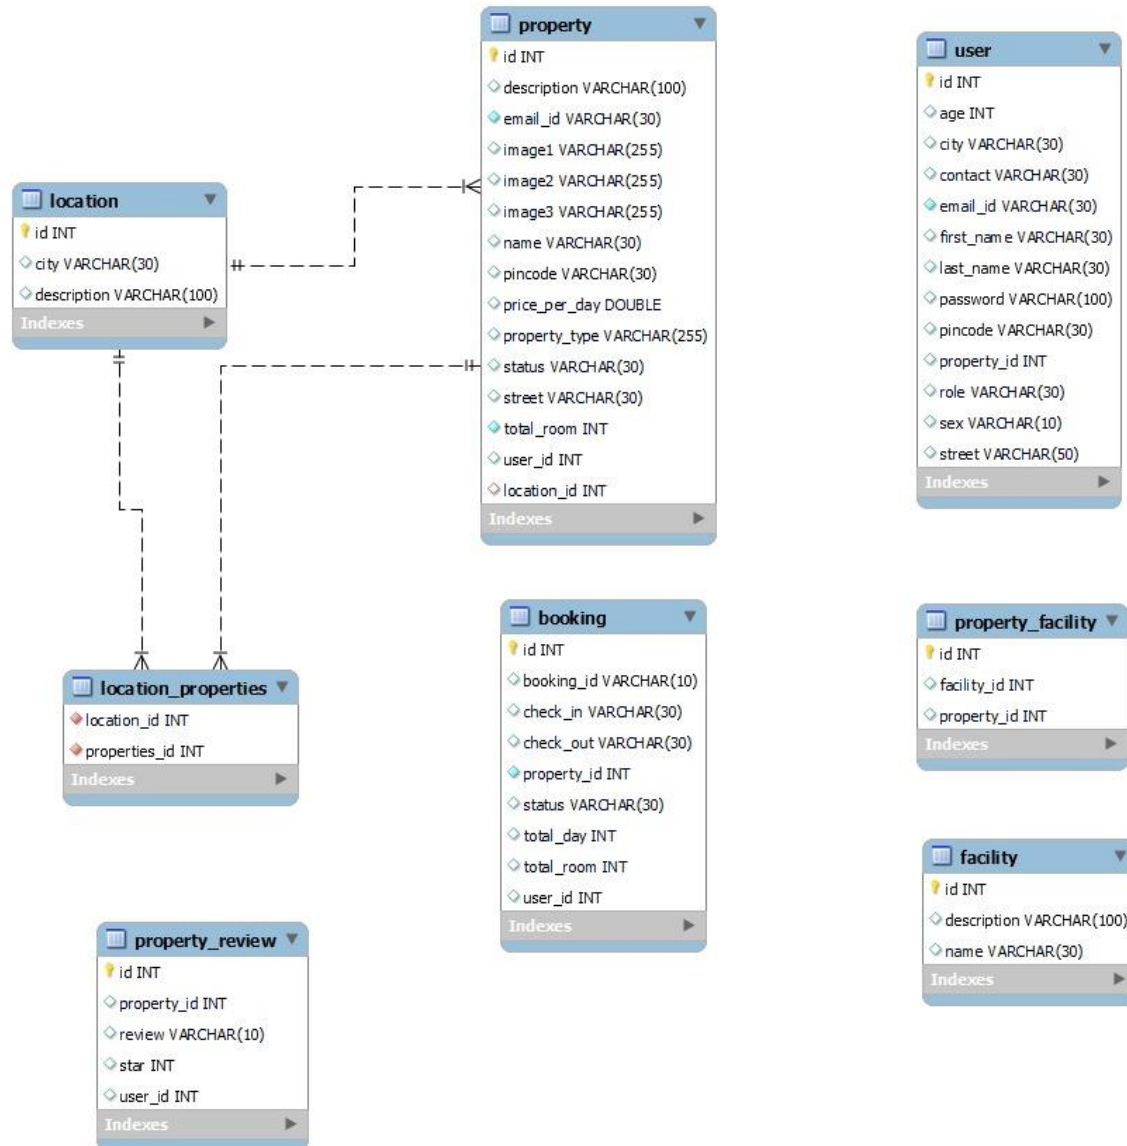 property
id INT
description VARCHAR(100)
email_id VARCHAR(30)
image1 VARCHAR(255)
image2 VARCHAR(255)
image3 VARCHAR(255)
name VARCHAR(30)
pincode VARCHAR(30)
price_per_day DOUBLE
property_type VARCHAR(255)
status VARCHAR(30)
street VARCHAR(30)
total_room INT
user_id INT
location_id INT
Indexes
user
id INT
age INT
city VARCHAR(30)
contact VARCHAR(30)
email_id VARCHAR(30)
first_name VARCHAR(30)
last_name VARCHAR(30)
password VARCHAR(100)
pincode VARCHAR(30)
property_id INT
role VARCHAR(30)
sex VARCHAR(10)
street VARCHAR(50)
Indexes
location
id INT
city VARCHAR(30)
description VARCHAR(100)
Indexes
location_properties
location_id INT
properties_id INT
Indexes
booking
id INT
booking_id VARCHAR(10)
check_in VARCHAR(30)
check_out VARCHAR(30)
property_id INT
status VARCHAR(30)
total_day INT
total_room INT
user_id INT
Indexes
property_facility
id INT
facility_id INT
property_id INT
Indexes
facility
id INT
description VARCHAR(100)
name VARCHAR(30)
Indexes
property_review
id INT
property_id INT
review VARCHAR(10)
star INT
user_id INT
Indexes